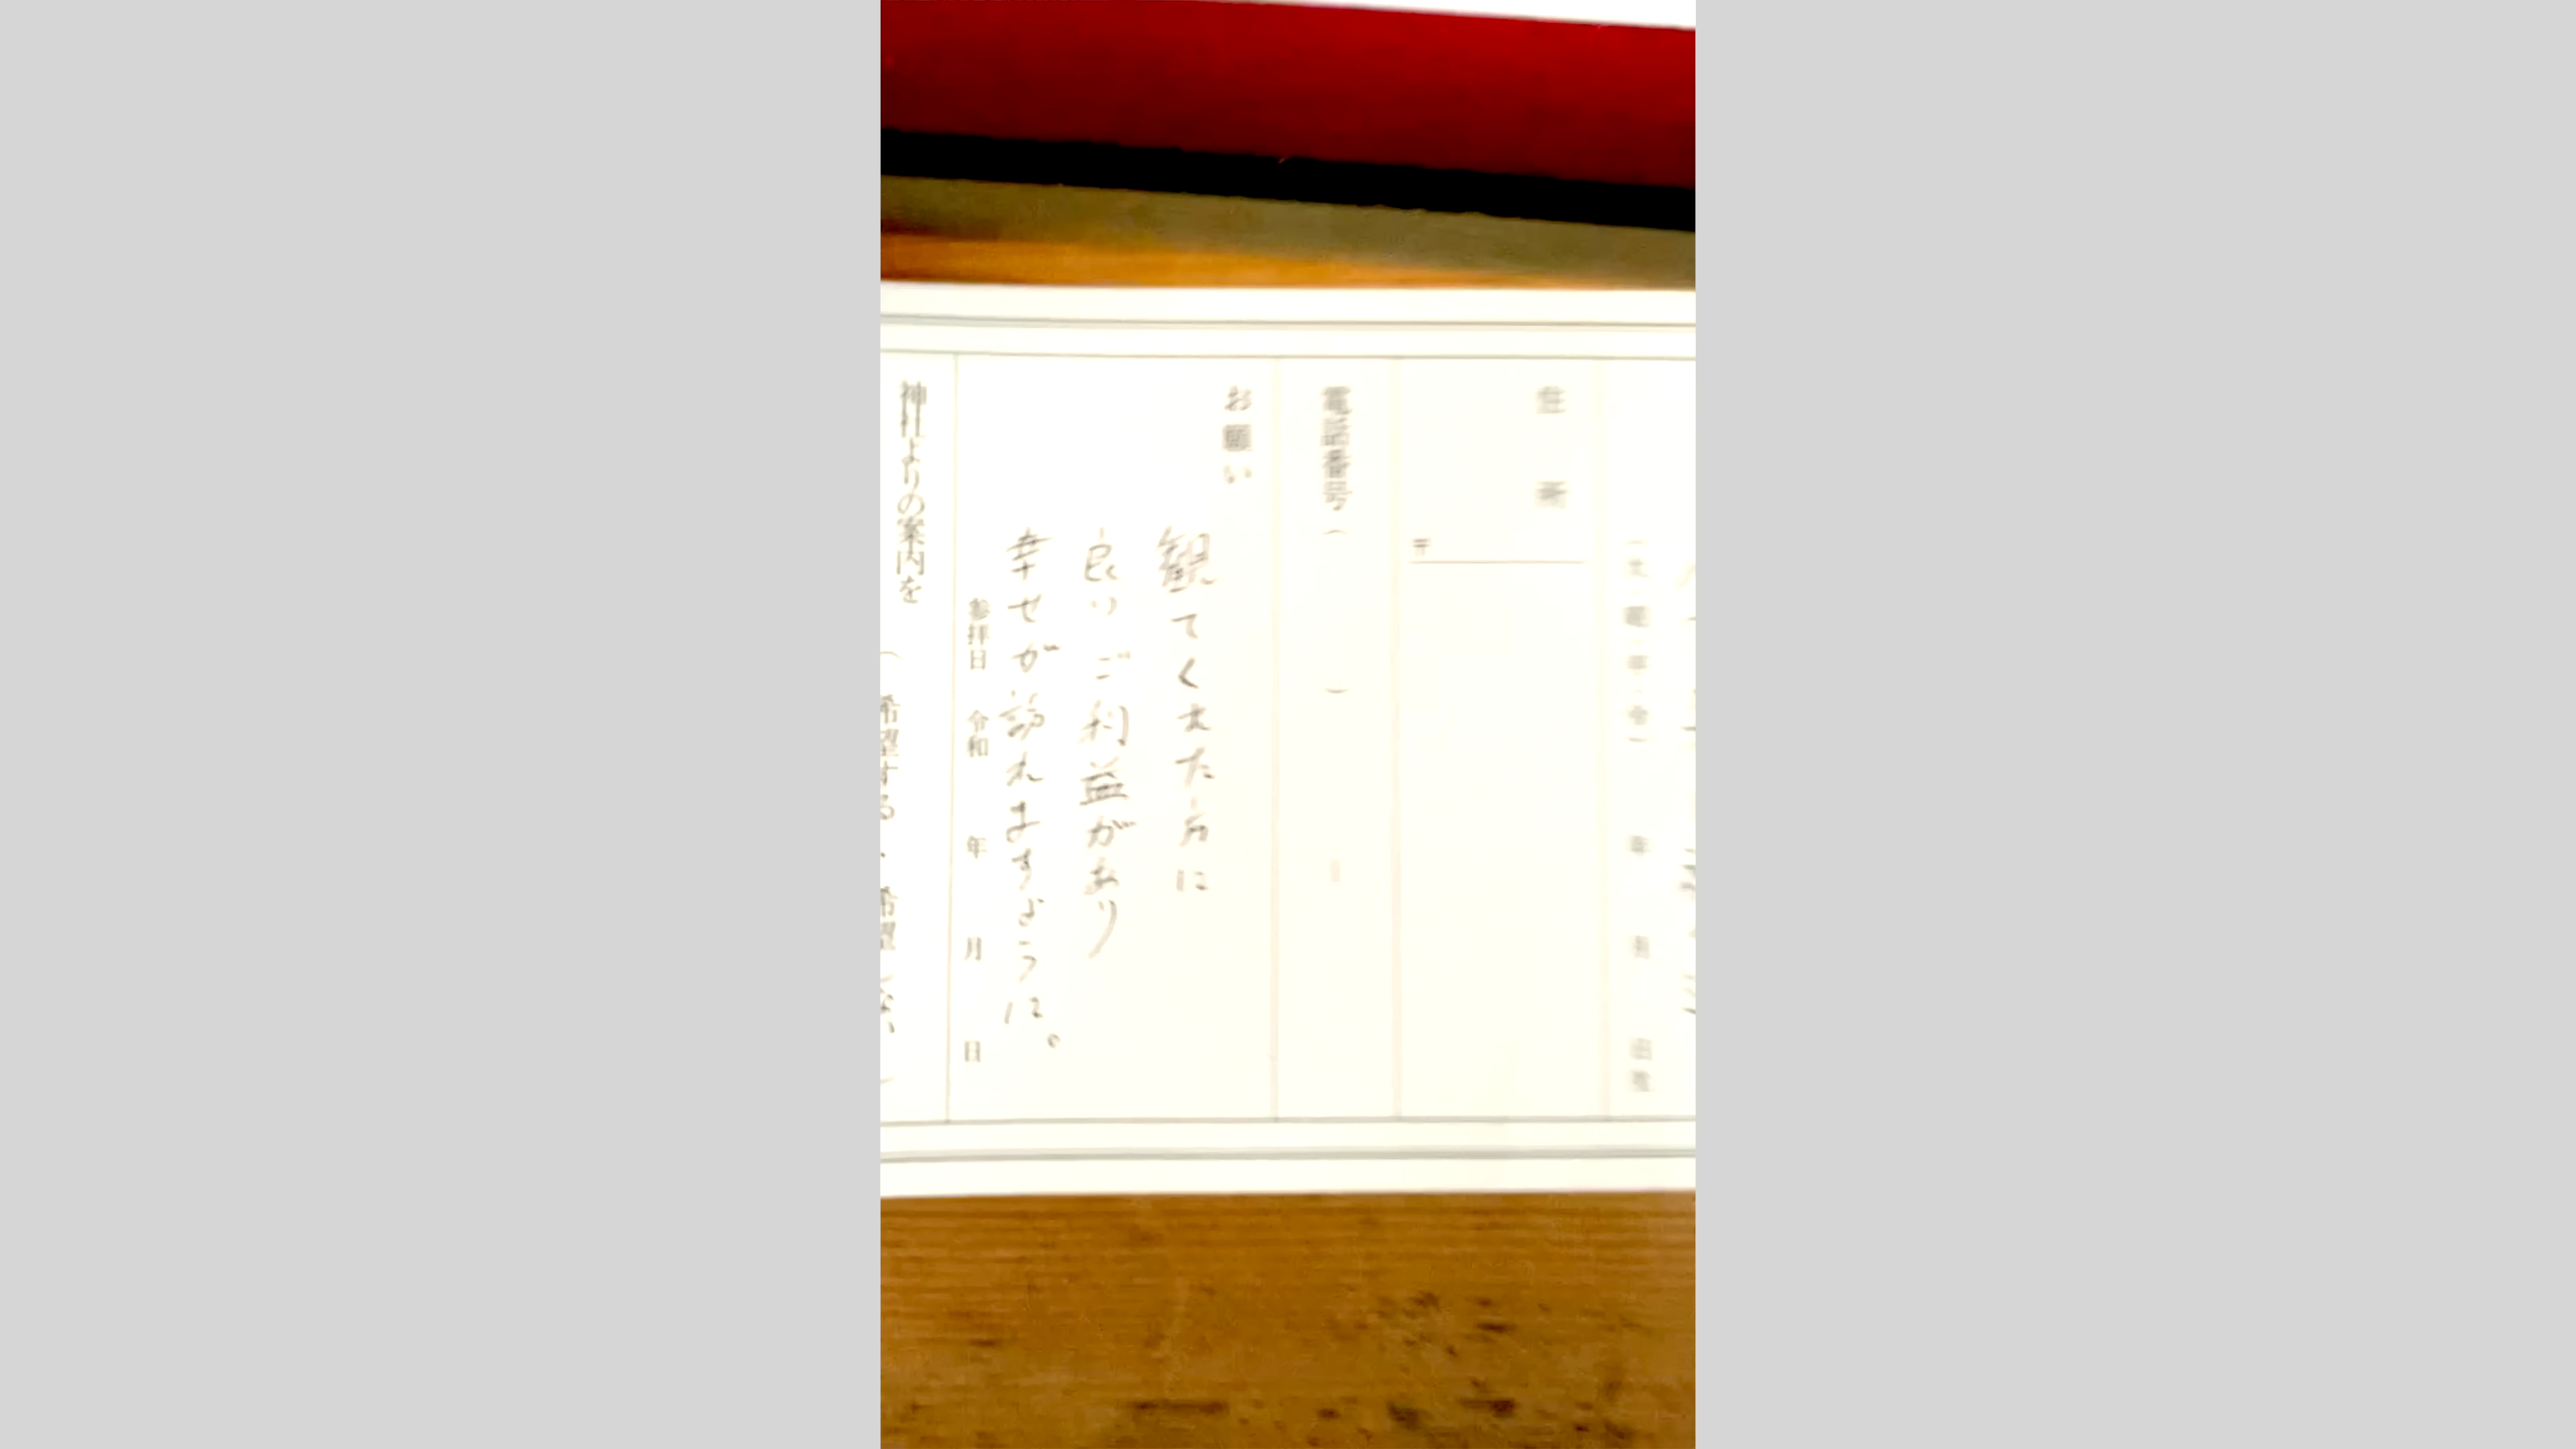 年 月 日
住所
〒
電話番号( ) ー
お願い
観てくれた方に
良いご利益があり
幸せが訪れますように。
参拝日 令和 年 月 日
神社よりの案内を
( 希望する ・ 希望しない )